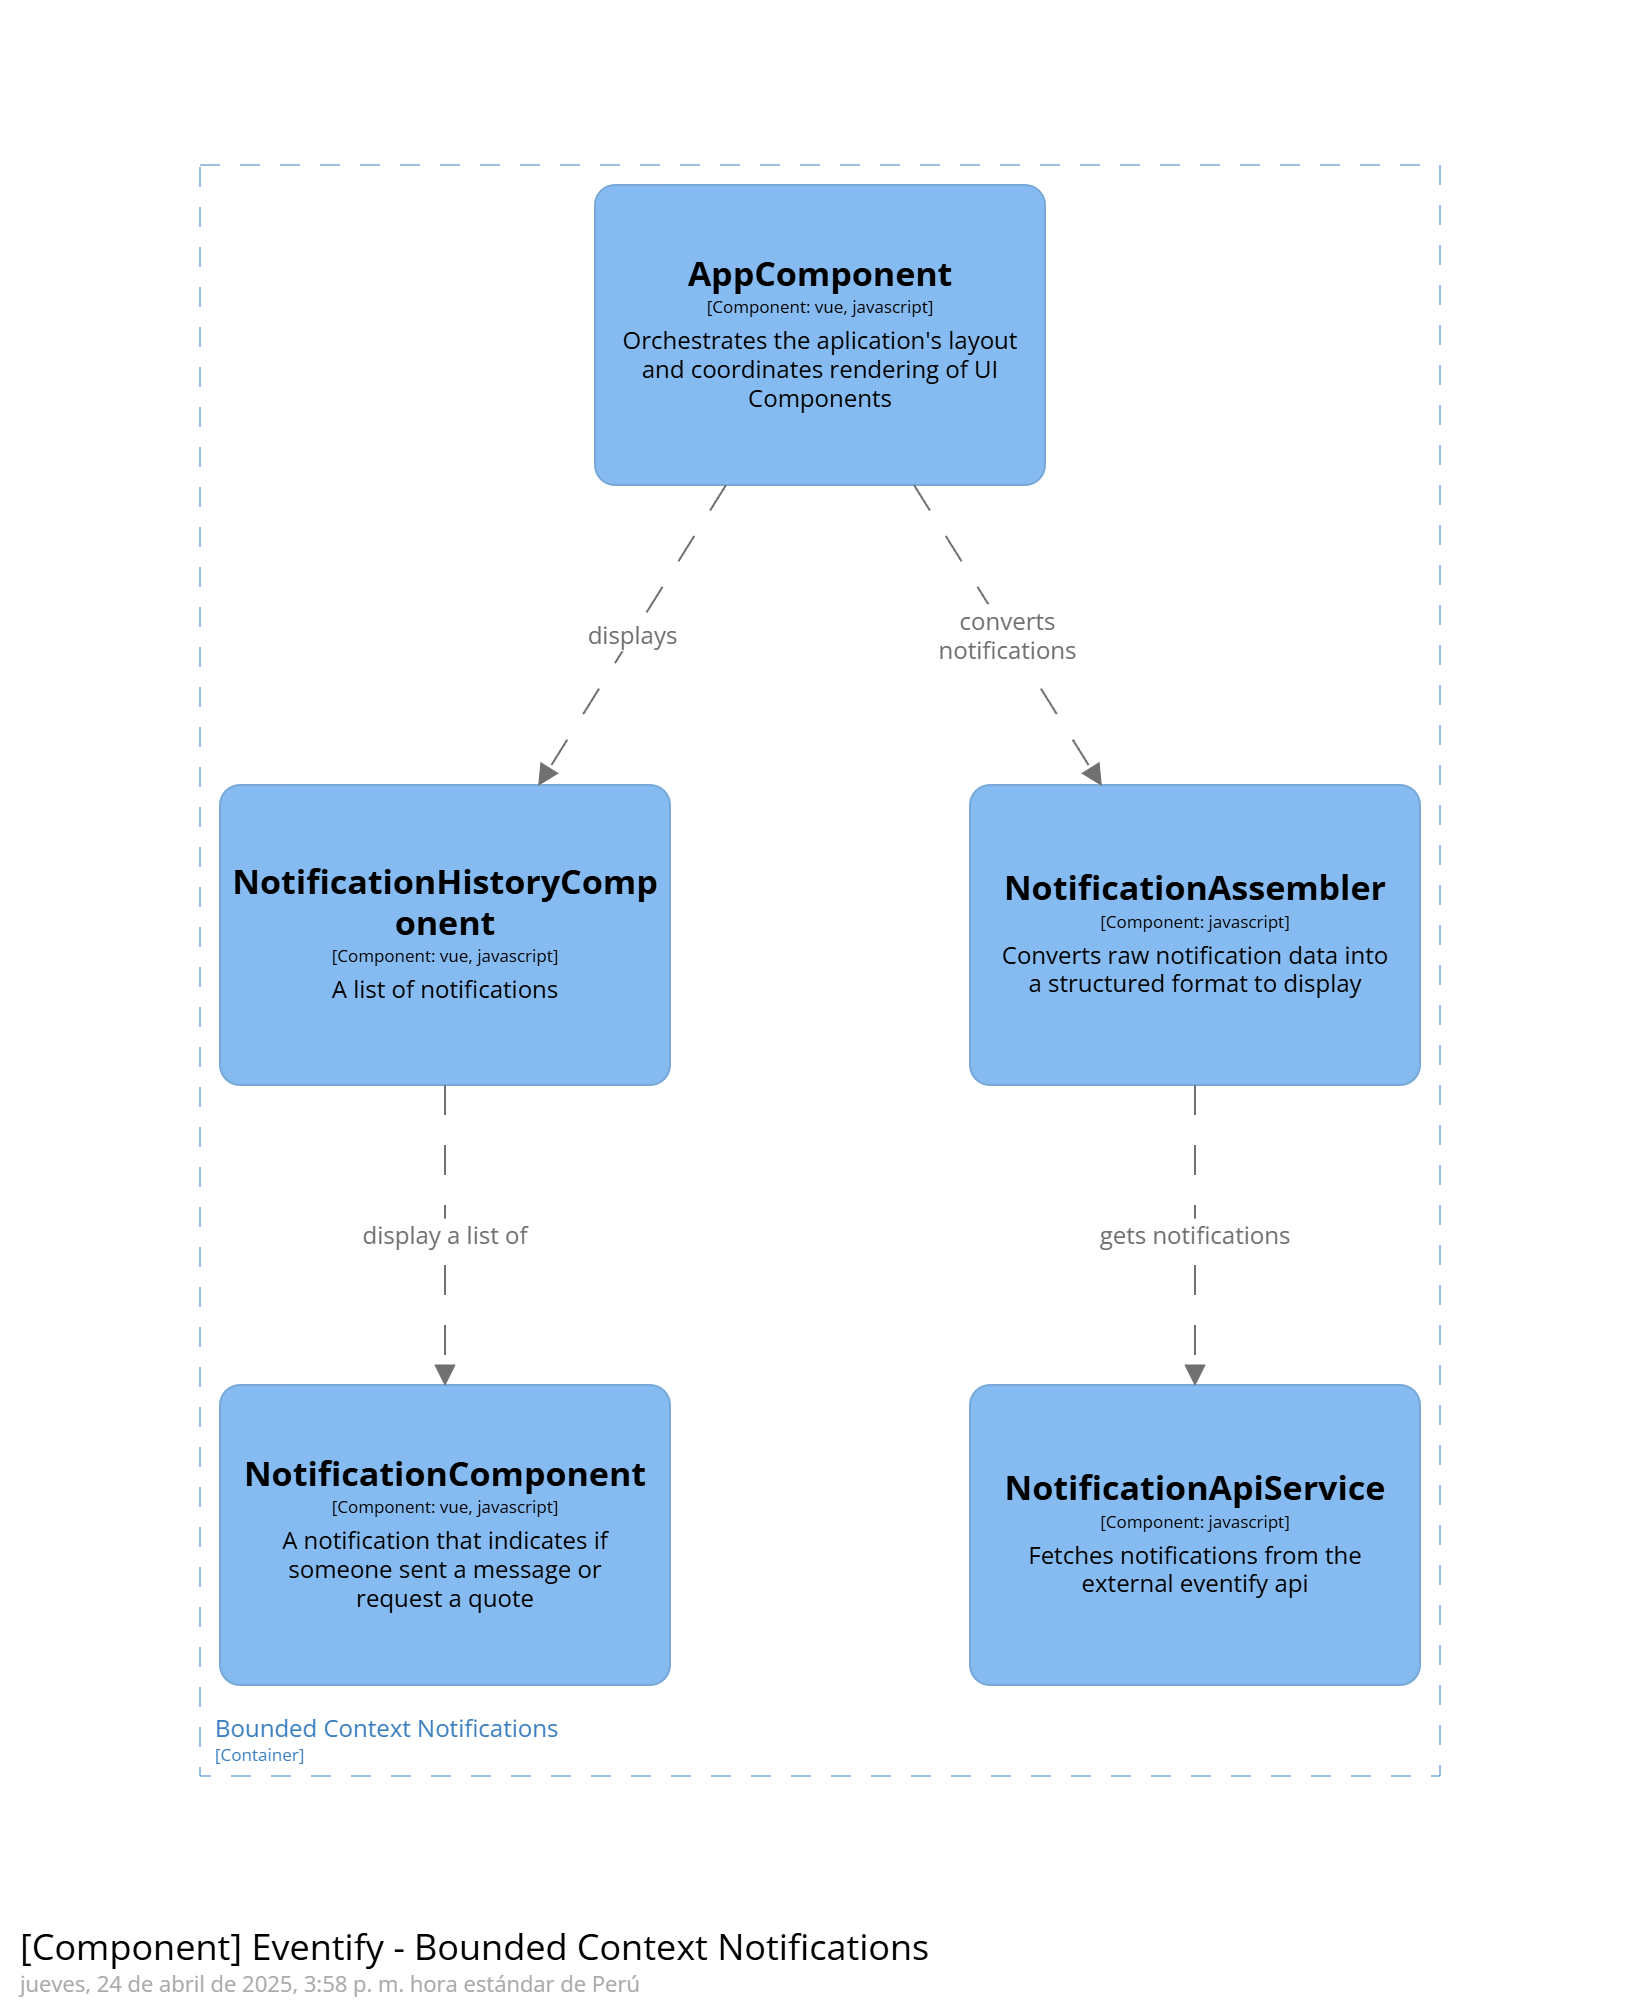 AppComponent
[Component: vue, javascript]
Orchestrates the aplication's layout
and coordinates rendering of UI
Components
displays
converts
notifications
NotificationHistoryComp
onent
[Component: vue, javascript]
A list of notifications
NotificationAssembler
[Component: javascript]
Converts raw notification data into
a structured format to display
display a list of
gets notifications
NotificationComponent
[Component: vue, javascript]
A notification that indicates if
someone sent a message or
request a quote
NotificationApiService
[Component: javascript]
Fetches notifications from the
external eventify api
Bounded Context Notifications
[Container]
[Component] Eventify - Bounded Context Notifications
jueves, 24 de abril de 2025, 3:58 p. m. hora estándar de Perú